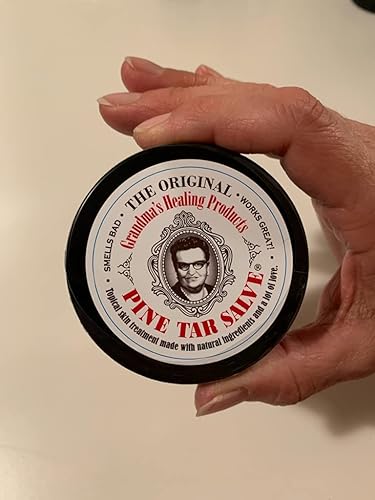 · SMELLS BAD · THE ORIGINAL · WORKS GREAT! ·
Grandma's Healing Products
PINE TAR SALVE®
Topical skin treatment made with natural ingredients and a lot of love.